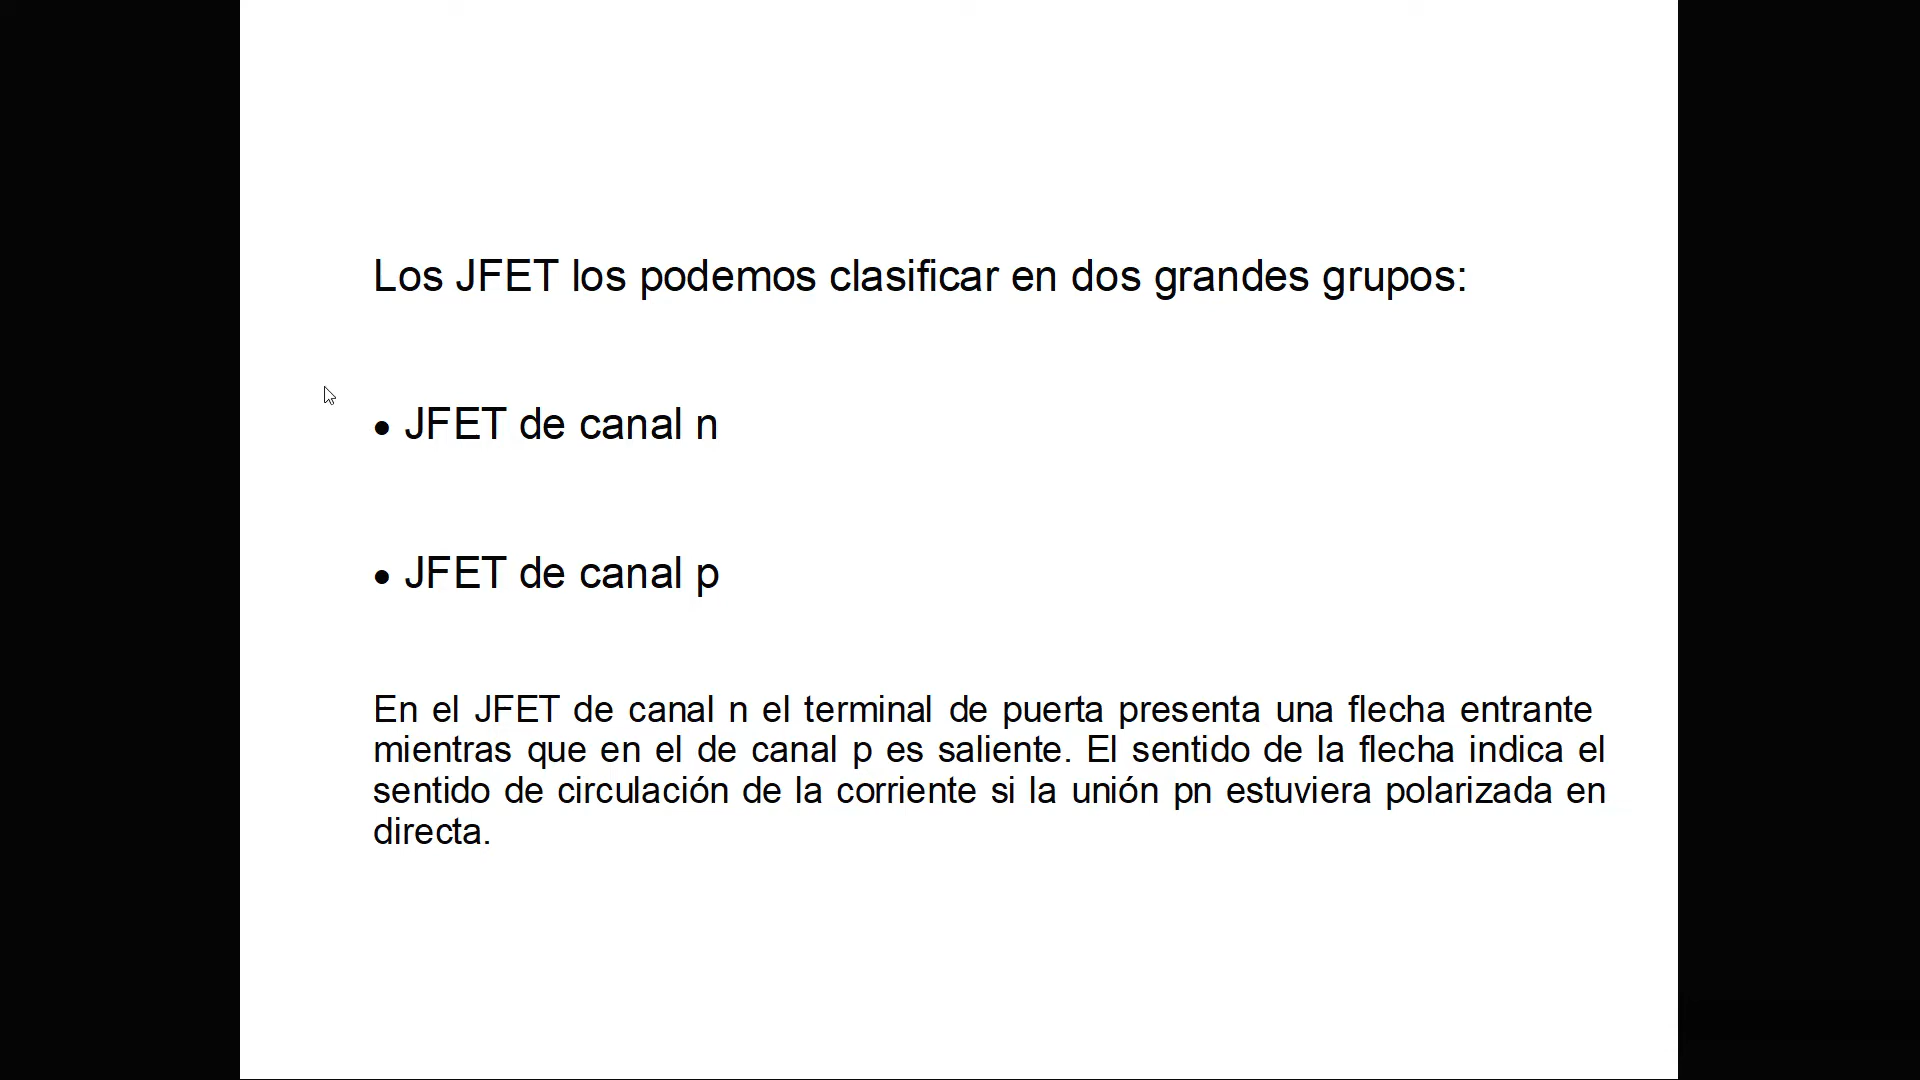 Los JFET los podemos clasificar en dos grandes grupos:
• JFET de canal n
• JFET de canal p
En el JFET de canal n el terminal de puerta presenta una flecha entrante
mientras que en el de canal p es saliente. El sentido de la flecha indica el
sentido de circulación de la corriente si la unión pn estuviera polarizada en
directa.